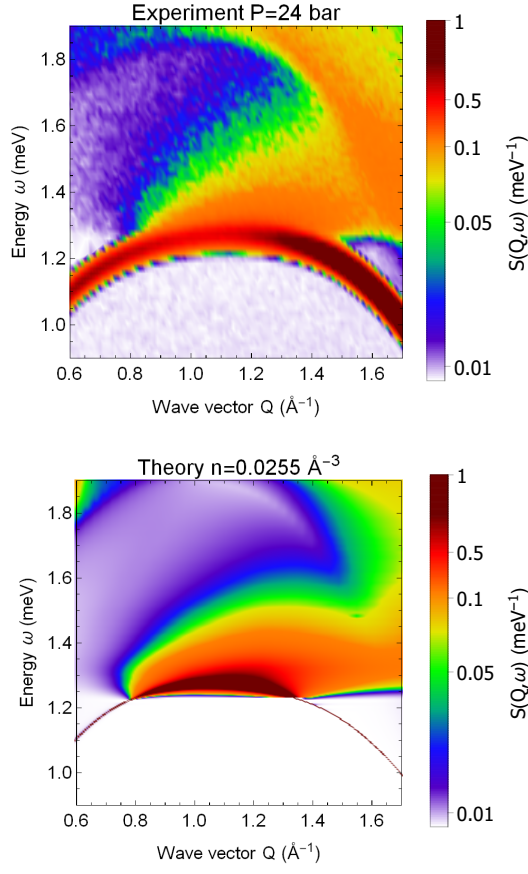 Experiment P=24 bar
Energy ω (meV)
1.8
1.6
1.4
1.2
1.0
0.6 0.8 1.0 1.2 1.4 1.6
Wave vector Q (Å⁻¹)
1
0.5
0.1
0.05
0.01
S(Q,ω) (meV⁻¹)
Theory n=0.0255 Å⁻³
Energy ω (meV)
1.8
1.6
1.4
1.2
1.0
0.6 0.8 1.0 1.2 1.4 1.6
Wave vector Q (Å⁻¹)
1
0.5
0.1
0.05
0.01
S(Q,ω) (meV⁻¹)